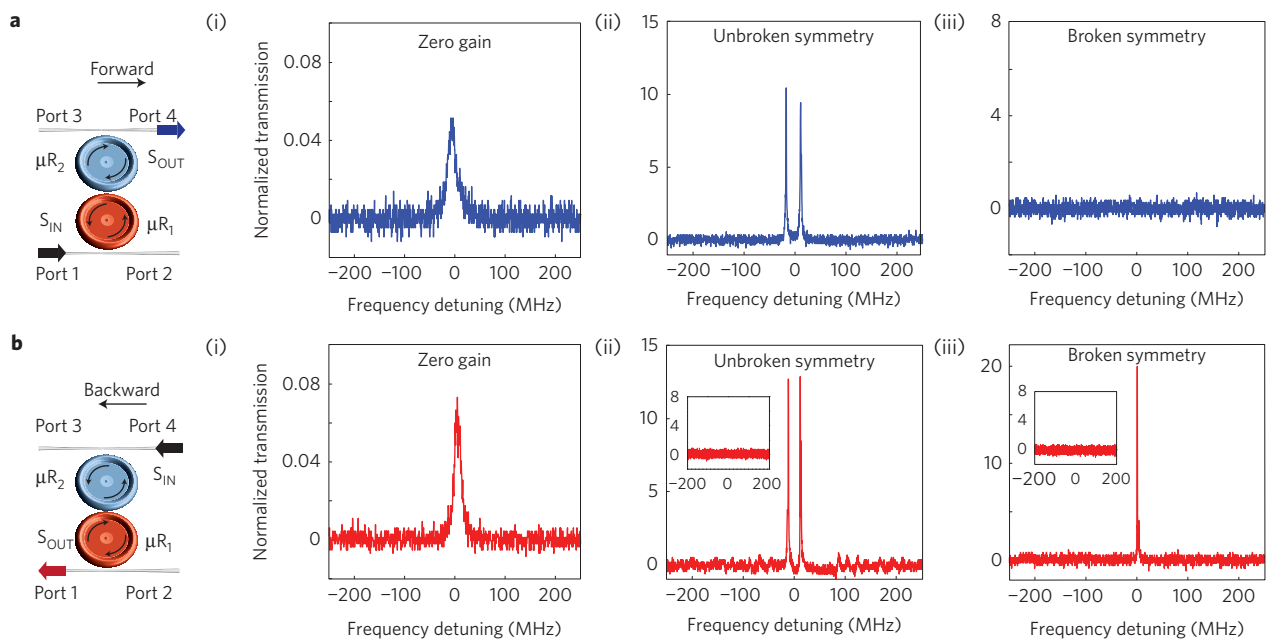 a
Forward
Port 3
Port 4
μR2
SOUT
SIN
μR1
Port 1
Port 2
(i)
Zero gain
Normalized transmission
0.08
0.04
0
−200
−100
0
100
200
Frequency detuning (MHz)
(ii)
Unbroken symmetry
15
10
5
0
−200
−100
0
100
200
Frequency detuning (MHz)
(iii)
Broken symmetry
8
4
0
−200
−100
0
100
200
Frequency detuning (MHz)
b
Backward
Port 3
Port 4
μR2
SIN
SOUT
μR1
Port 1
Port 2
(i)
Zero gain
Normalized transmission
0.08
0.04
0
−200
−100
0
100
200
Frequency detuning (MHz)
(ii)
Unbroken symmetry
15
10
5
0
8
4
0
−200
0
200
−200
−100
0
100
200
Frequency detuning (MHz)
(iii)
Broken symmetry
20
10
0
8
4
0
−200
0
200
−200
−100
0
100
200
Frequency detuning (MHz)